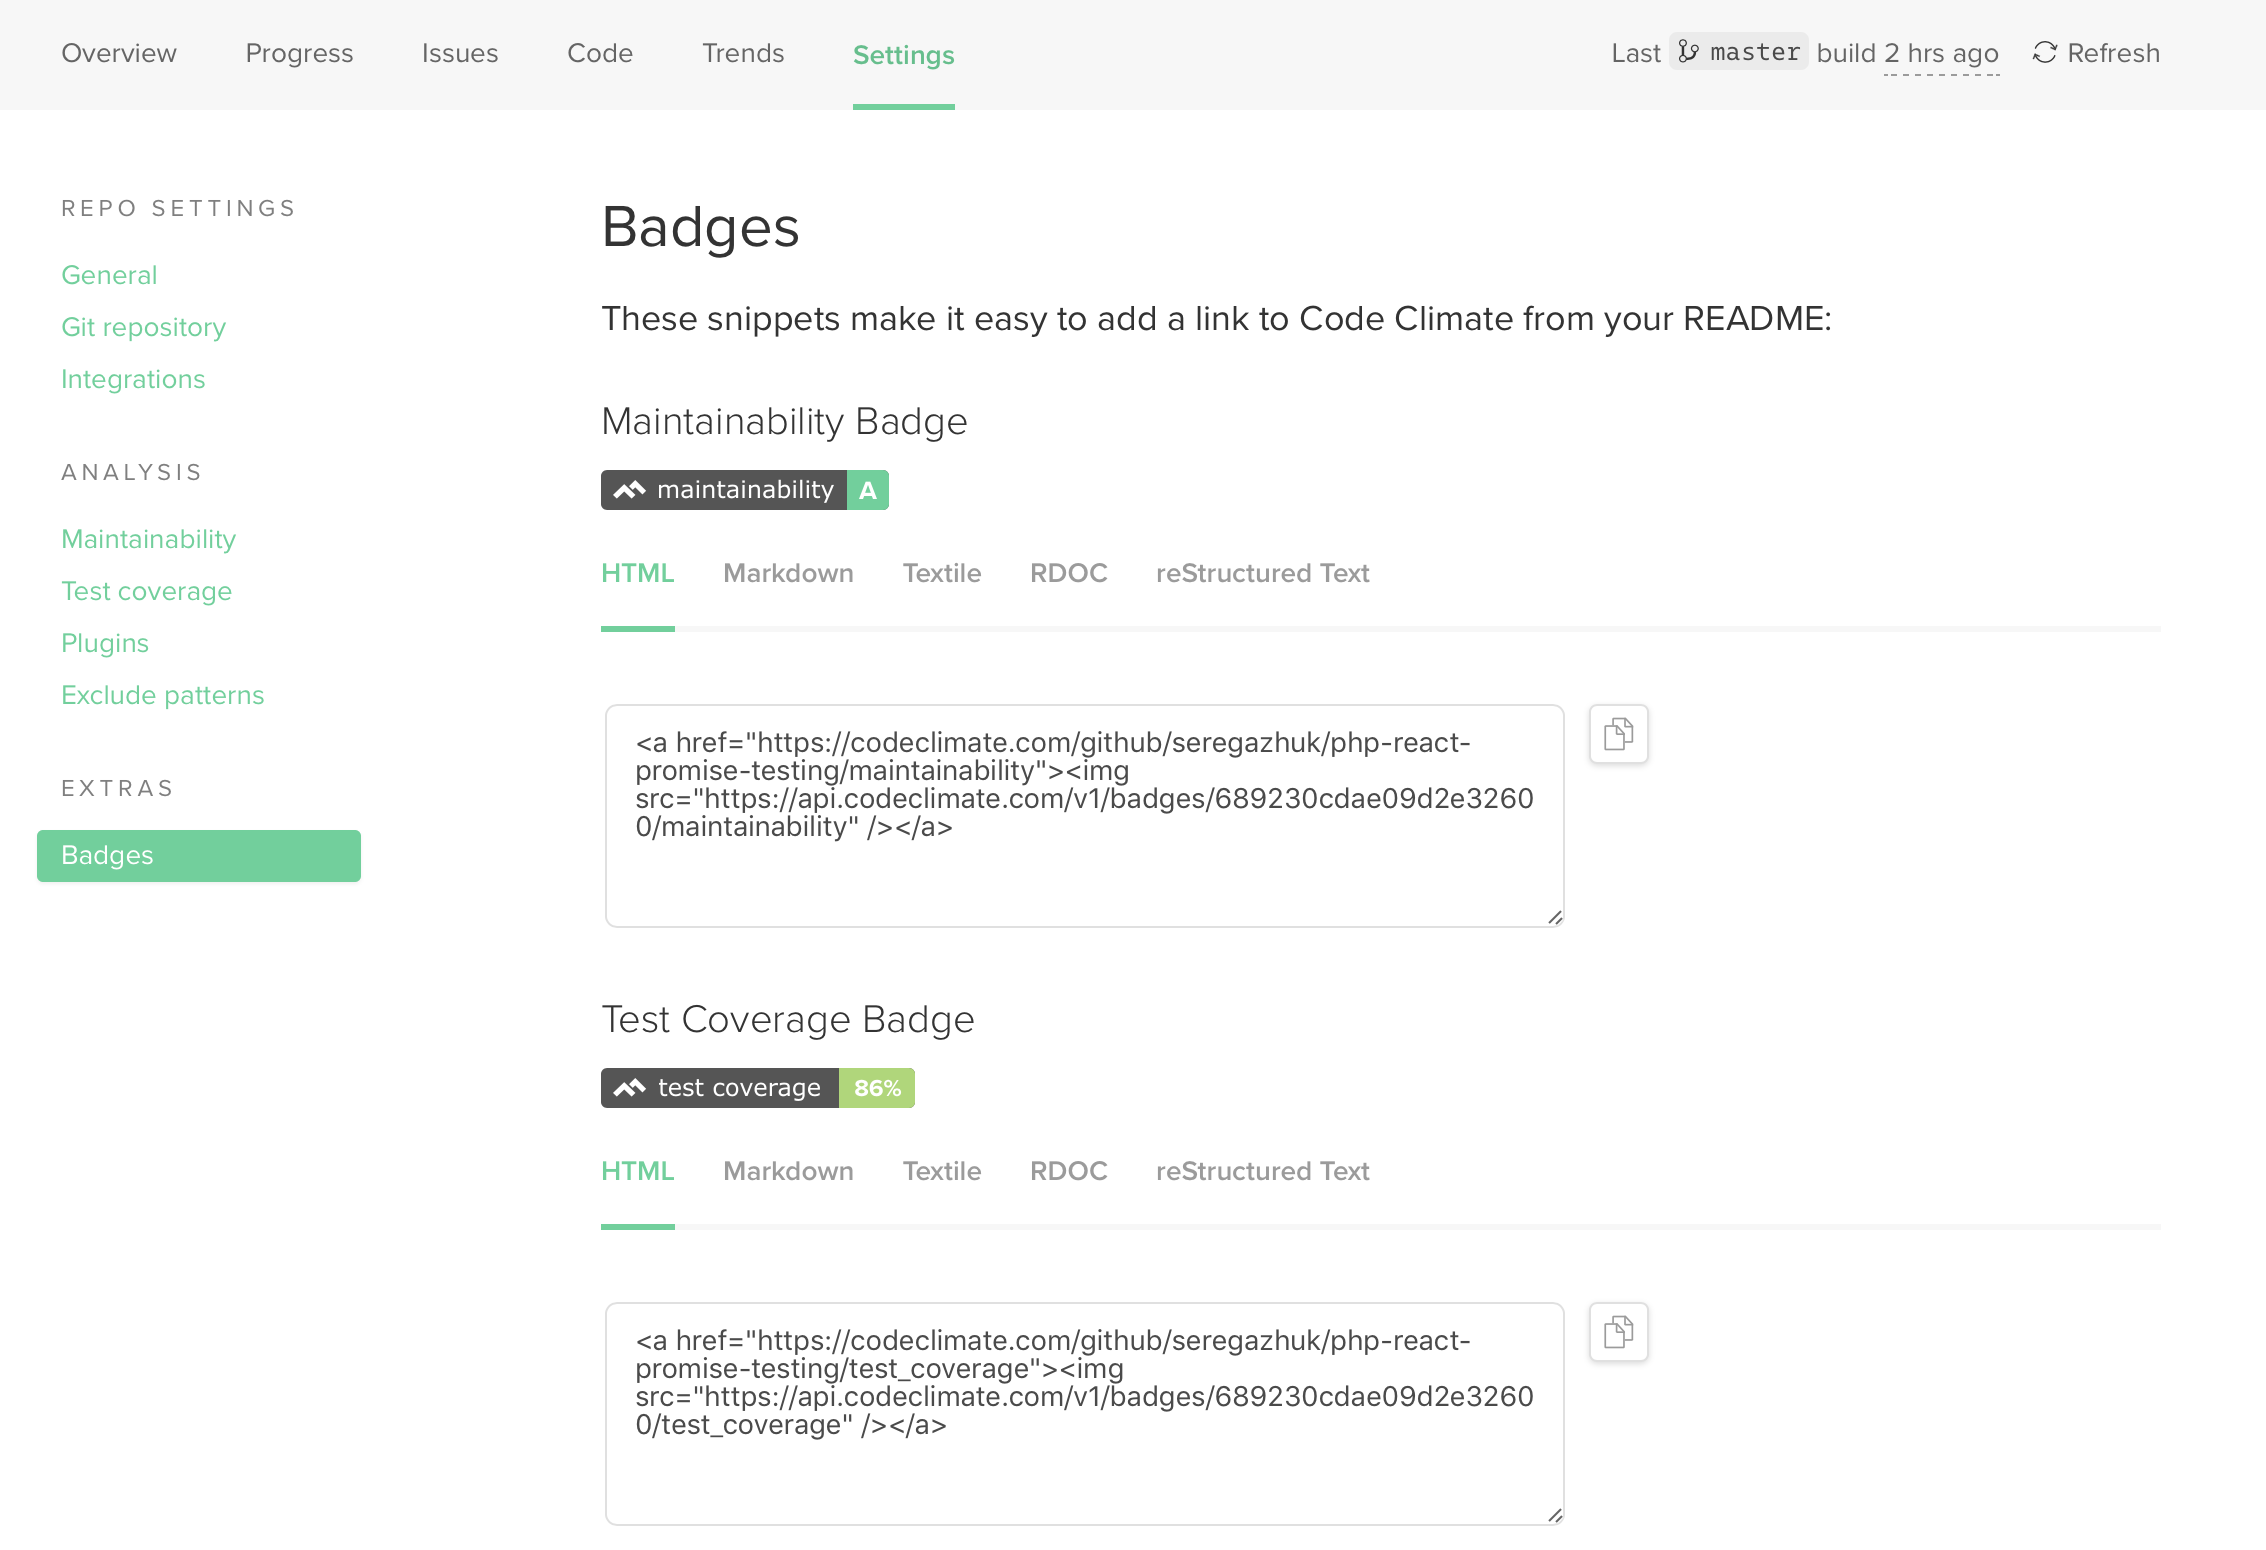 Overview Progress Issues Code Trends Settings Last master build 2 hrs ago Refresh
REPO SETTINGS
General
Git repository
Integrations
ANALYSIS
Maintainability
Test coverage
Plugins
Exclude patterns
EXTRAS
Badges
Badges
These snippets make it easy to add a link to Code Climate from your README:
Maintainability Badge
maintainability A
HTML Markdown Textile RDOC reStructured Text
<a href="https://codeclimate.com/github/seregazhuk/php-react-
promise-testing/maintainability"><img
src="https://api.codeclimate.com/v1/badges/689230cdae09d2e3260
0/maintainability" /></a>
Test Coverage Badge
test coverage 86%
HTML Markdown Textile RDOC reStructured Text
<a href="https://codeclimate.com/github/seregazhuk/php-react-
promise-testing/test_coverage"><img
src="https://api.codeclimate.com/v1/badges/689230cdae09d2e3260
0/test_coverage" /></a>